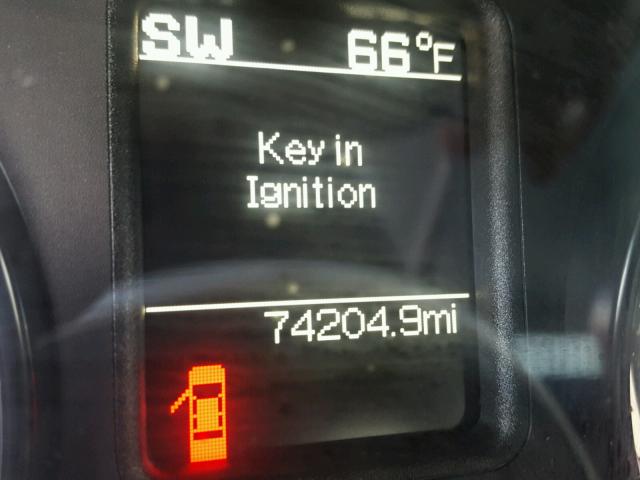 SW 66°F
Key in
Ignition
74204.9mi